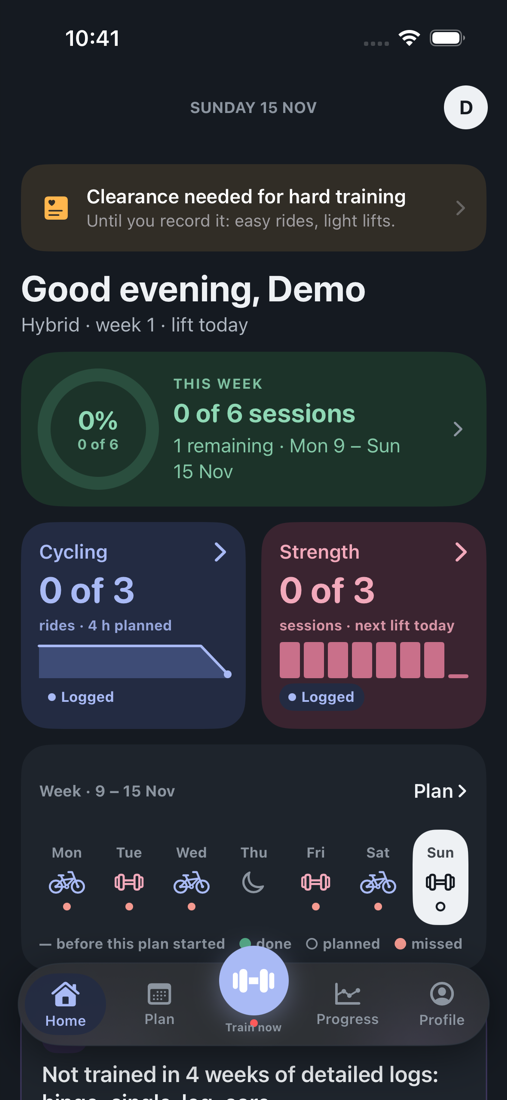 10:41
SUNDAY 15 NOV
D
Clearance needed for hard training
Until you record it: easy rides, light lifts.
Good evening, Demo
Hybrid · week 1 · lift today
THIS WEEK
0%
0 of 6
0 of 6 sessions
1 remaining · Mon 9 – Sun
15 Nov
Cycling
0 of 3
rides · 4 h planned
Logged
Strength
0 of 3
sessions · next lift today
Logged
Week · 9 – 15 Nov
Plan
Mon Tue Wed Thu Fri Sat Sun
— before this plan started done planned missed
Home
Plan
Train now
Progress
Profile
Not trained in 4 weeks of detailed logs: